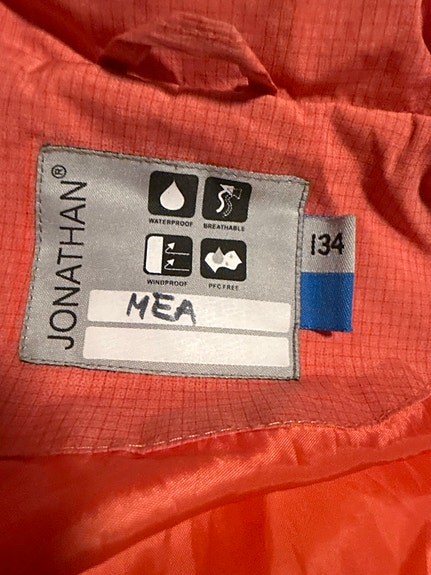 JONATHAN®
WATERPROOF BREATHABLE
WINDPROOF PFC FREE
MEA
134